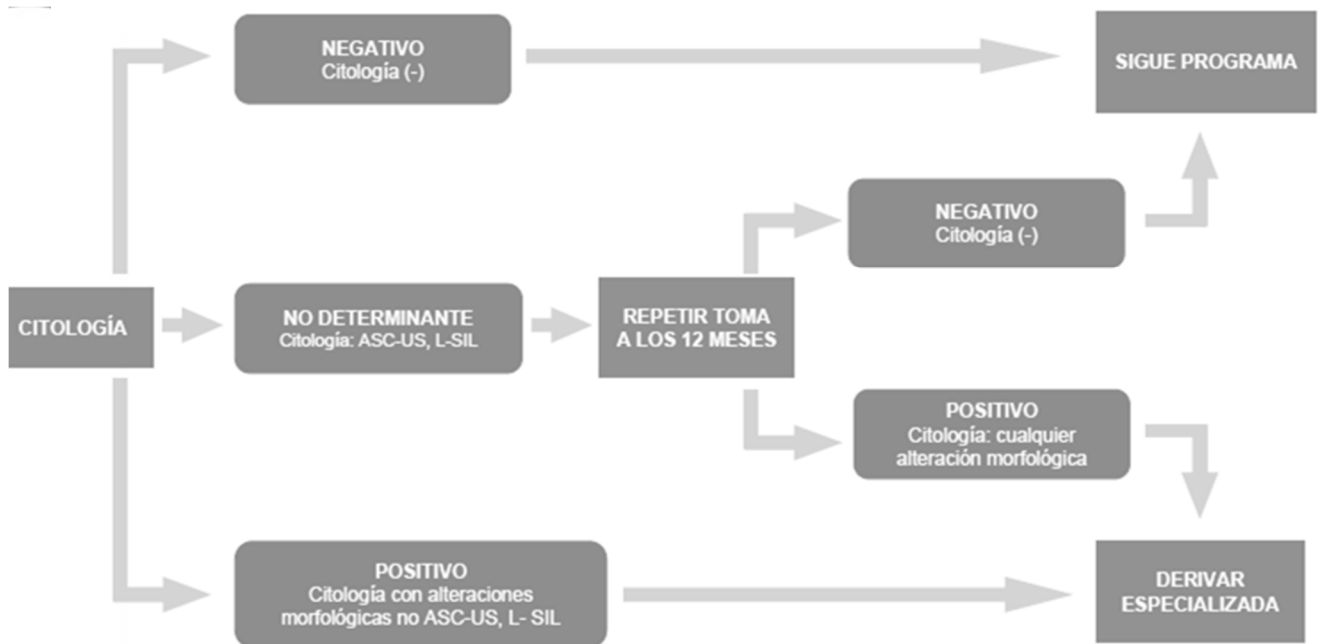 NEGATIVO
Citología (-)
SIGUE PROGRAMA
NEGATIVO
Citología (-)
CITOLOGÍA
NO DETERMINANTE
Citología: ASC-US, L-SIL
REPETIR TOMA
A LOS 12 MESES
POSITIVO
Citología: cualquier
alteración morfológica
POSITIVO
Citología con alteraciones
morfológicas no ASC-US, L- SIL
DERIVAR
ESPECIALIZADA